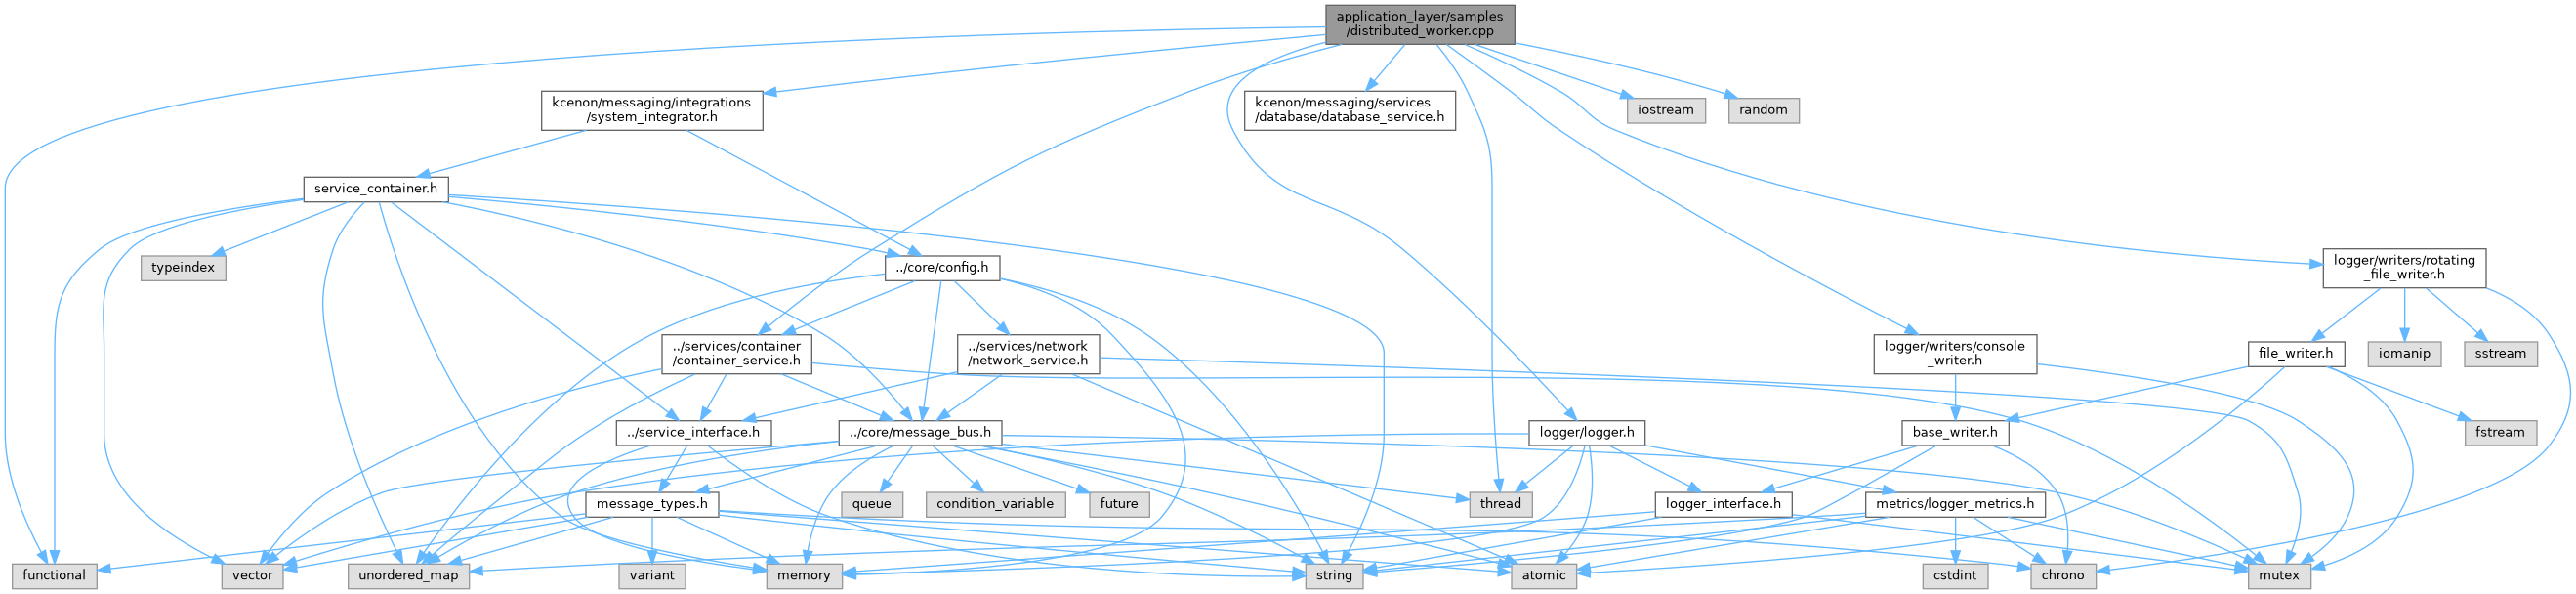 application_layer/samples
/distributed_worker.cpp
kcenon/messaging/integrations
/system_integrator.h
kcenon/messaging/services
/database/database_service.h
iostream
random
service_container.h
typeindex
../core/config.h
logger/writers/rotating
_file_writer.h
../services/container
/container_service.h
../services/network
/network_service.h
logger/writers/console
_writer.h
file_writer.h
iomanip
sstream
../service_interface.h
../core/message_bus.h
logger/logger.h
base_writer.h
fstream
message_types.h
queue
condition_variable
future
thread
logger_interface.h
metrics/logger_metrics.h
functional
vector
unordered_map
variant
memory
string
atomic
cstdint
chrono
mutex